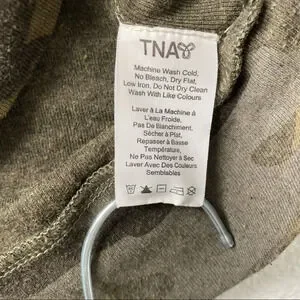 TNA
Machine Wash Cold,
No Bleach, Dry Flat,
Low Iron, Do Not Dry Clean
Wash With Like Colours
Laver à La Machine à
L'eau Froide,
Pas De Blanchiment,
Sécher à Plat,
Repasser à Basse
Température,
Ne Pas Nettoyer à Sec
Laver Avec Des Couleurs
Semblables